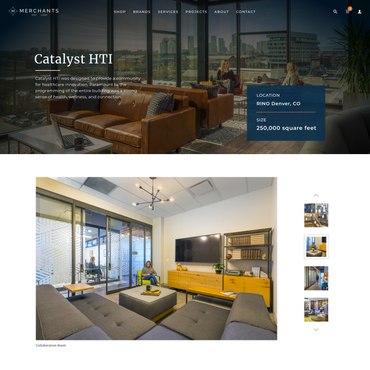 MERCHANTS
SHOP BRANDS SERVICES PROJECTS ABOUT CONTACT
Catalyst HTI
Catalyst HTI was designed to provide a community
for healthcare innovation. Paramount to the
programming of the entire building was a
sense of health, wellness, and connection.
LOCATION
RINO Denver, CO
SIZE
250,000 square feet
Collaboration Room